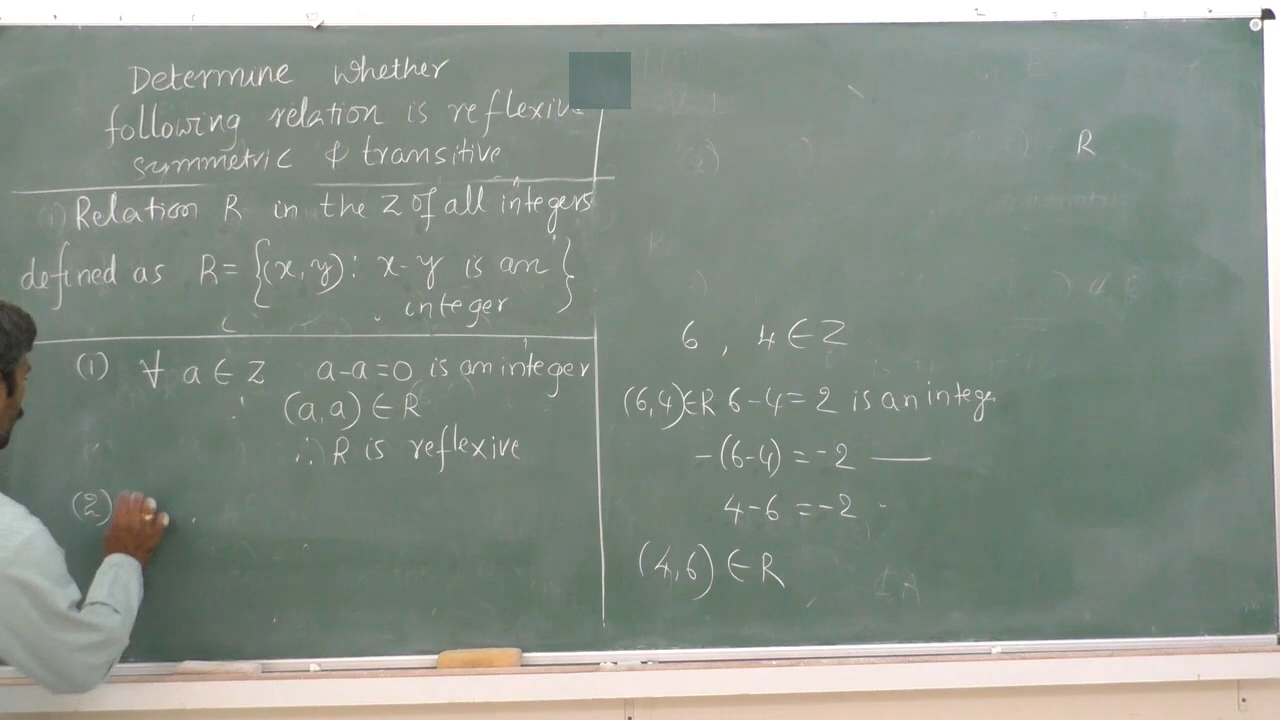 Determine whether
following relation is reflexive
symmetric & transitive
Relation R in the Z of all integers
defined as R = {(x,y) : x-y is an
integer }
(1) ∀ a ∈ Z a-a=0 is an integer
∴ (a,a) ∈ R
∴ R is reflexive
(2)
R
6 , 4 ∈ Z
(6,4)∈R 6-4 = 2 is an intege
-(6-4) = -2 —
4-6 = -2 -
(4,6) ∈ R